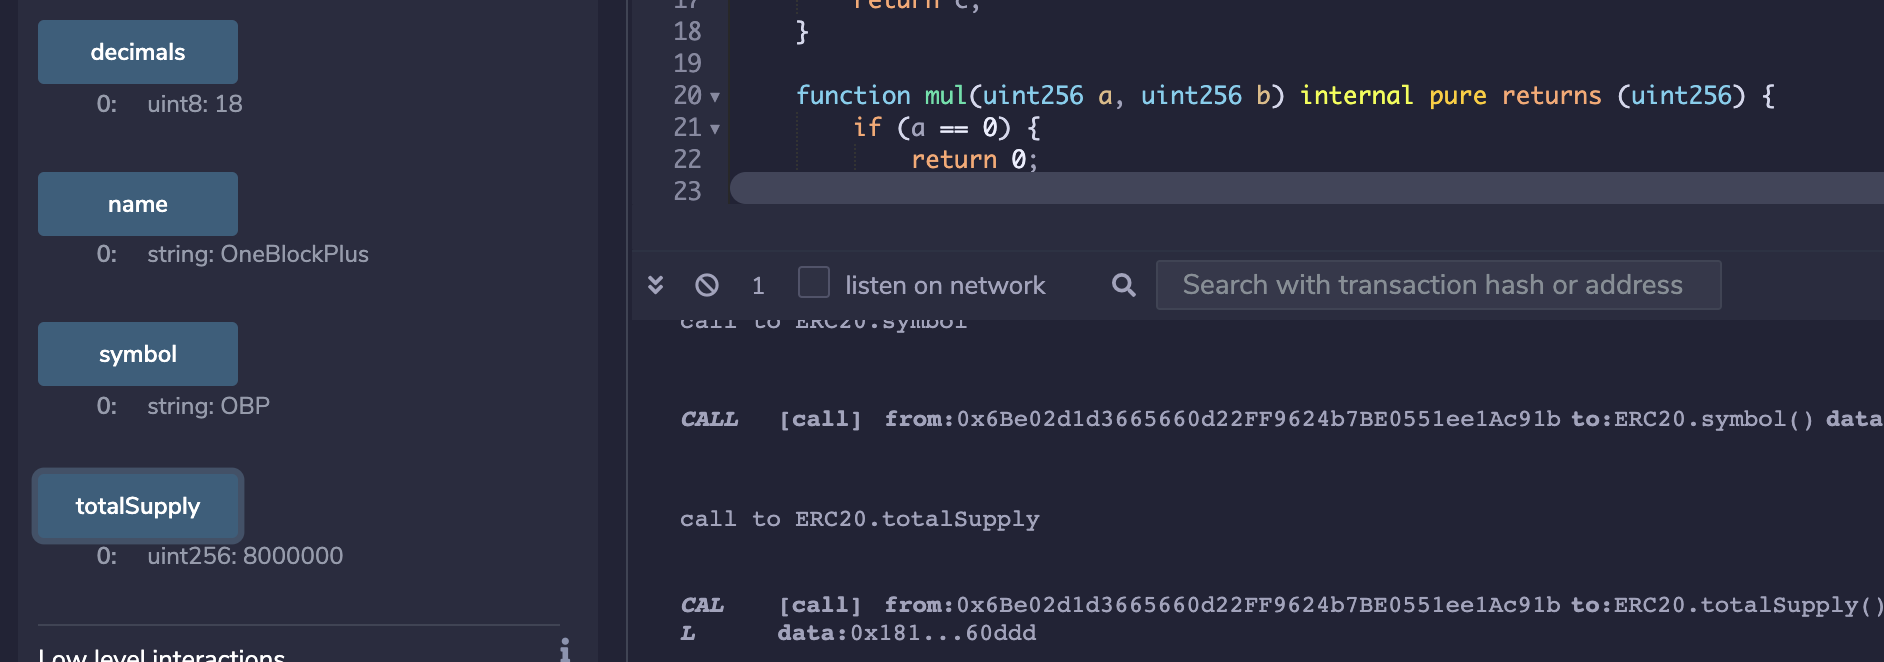 decimals
0: uint8: 18
name
0: string: OneBlockPlus
symbol
0: string: OBP
totalSupply
0: uint256: 8000000
Low level interactions
i
17 return c;
18 }
19
20 function mul(uint256 a, uint256 b) internal pure returns (uint256) {
21 if (a == 0) {
22 return 0;
23
1 listen on network Search with transaction hash or address
call to ERC20.symbol
CALL [call] from:0x6Be02d1d3665660d22FF9624b7BE0551ee1Ac91b to:ERC20.symbol() data
call to ERC20.totalSupply
CAL [call] from:0x6Be02d1d3665660d22FF9624b7BE0551ee1Ac91b to:ERC20.totalSupply()
L data:0x181...60ddd